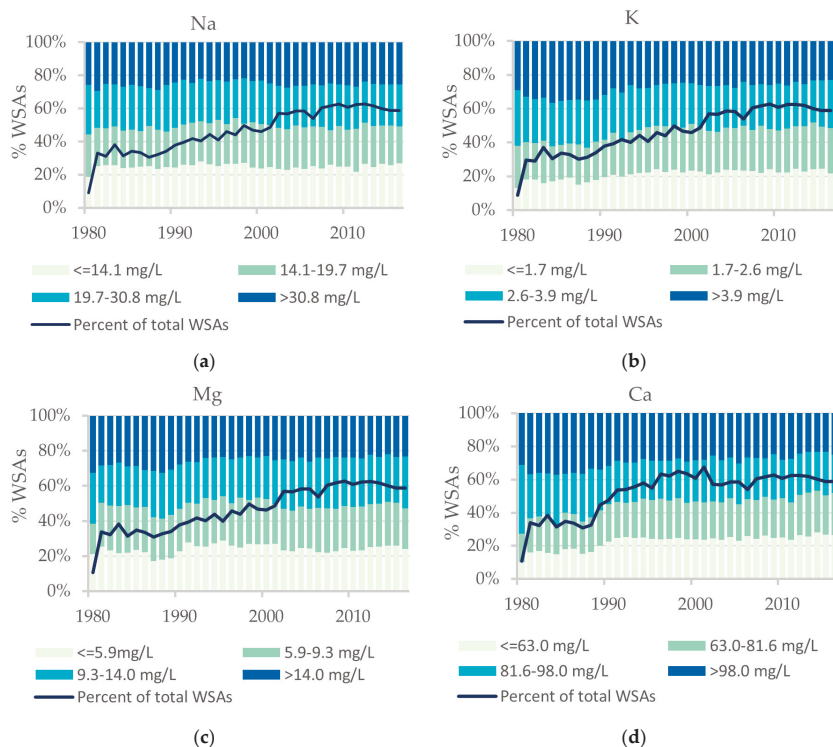 Na
100%
80%
60%
40%
20%
0%
% WSAs
1980 1990 2000 2010
<=14.1 mg/L 14.1-19.7 mg/L
19.7-30.8 mg/L >30.8 mg/L
Percent of total WSAs
(a)
K
100%
80%
60%
40%
20%
0%
% WSAs
1980 1990 2000 2010
<=1.7 mg/L 1.7-2.6 mg/L
2.6-3.9 mg/L >3.9 mg/L
Percent of total WSAs
(b)
Mg
100%
80%
60%
40%
20%
0%
% WSAs
1980 1990 2000 2010
<=5.9mg/L 5.9-9.3 mg/L
9.3-14.0 mg/L >14.0 mg/L
Percent of total WSAs
(c)
Ca
100%
80%
60%
40%
20%
0%
% WSAs
1980 1990 2000 2010
<=63.0 mg/L 63.0-81.6 mg/L
81.6-98.0 mg/L >98.0 mg/L
Percent of total WSAs
(d)